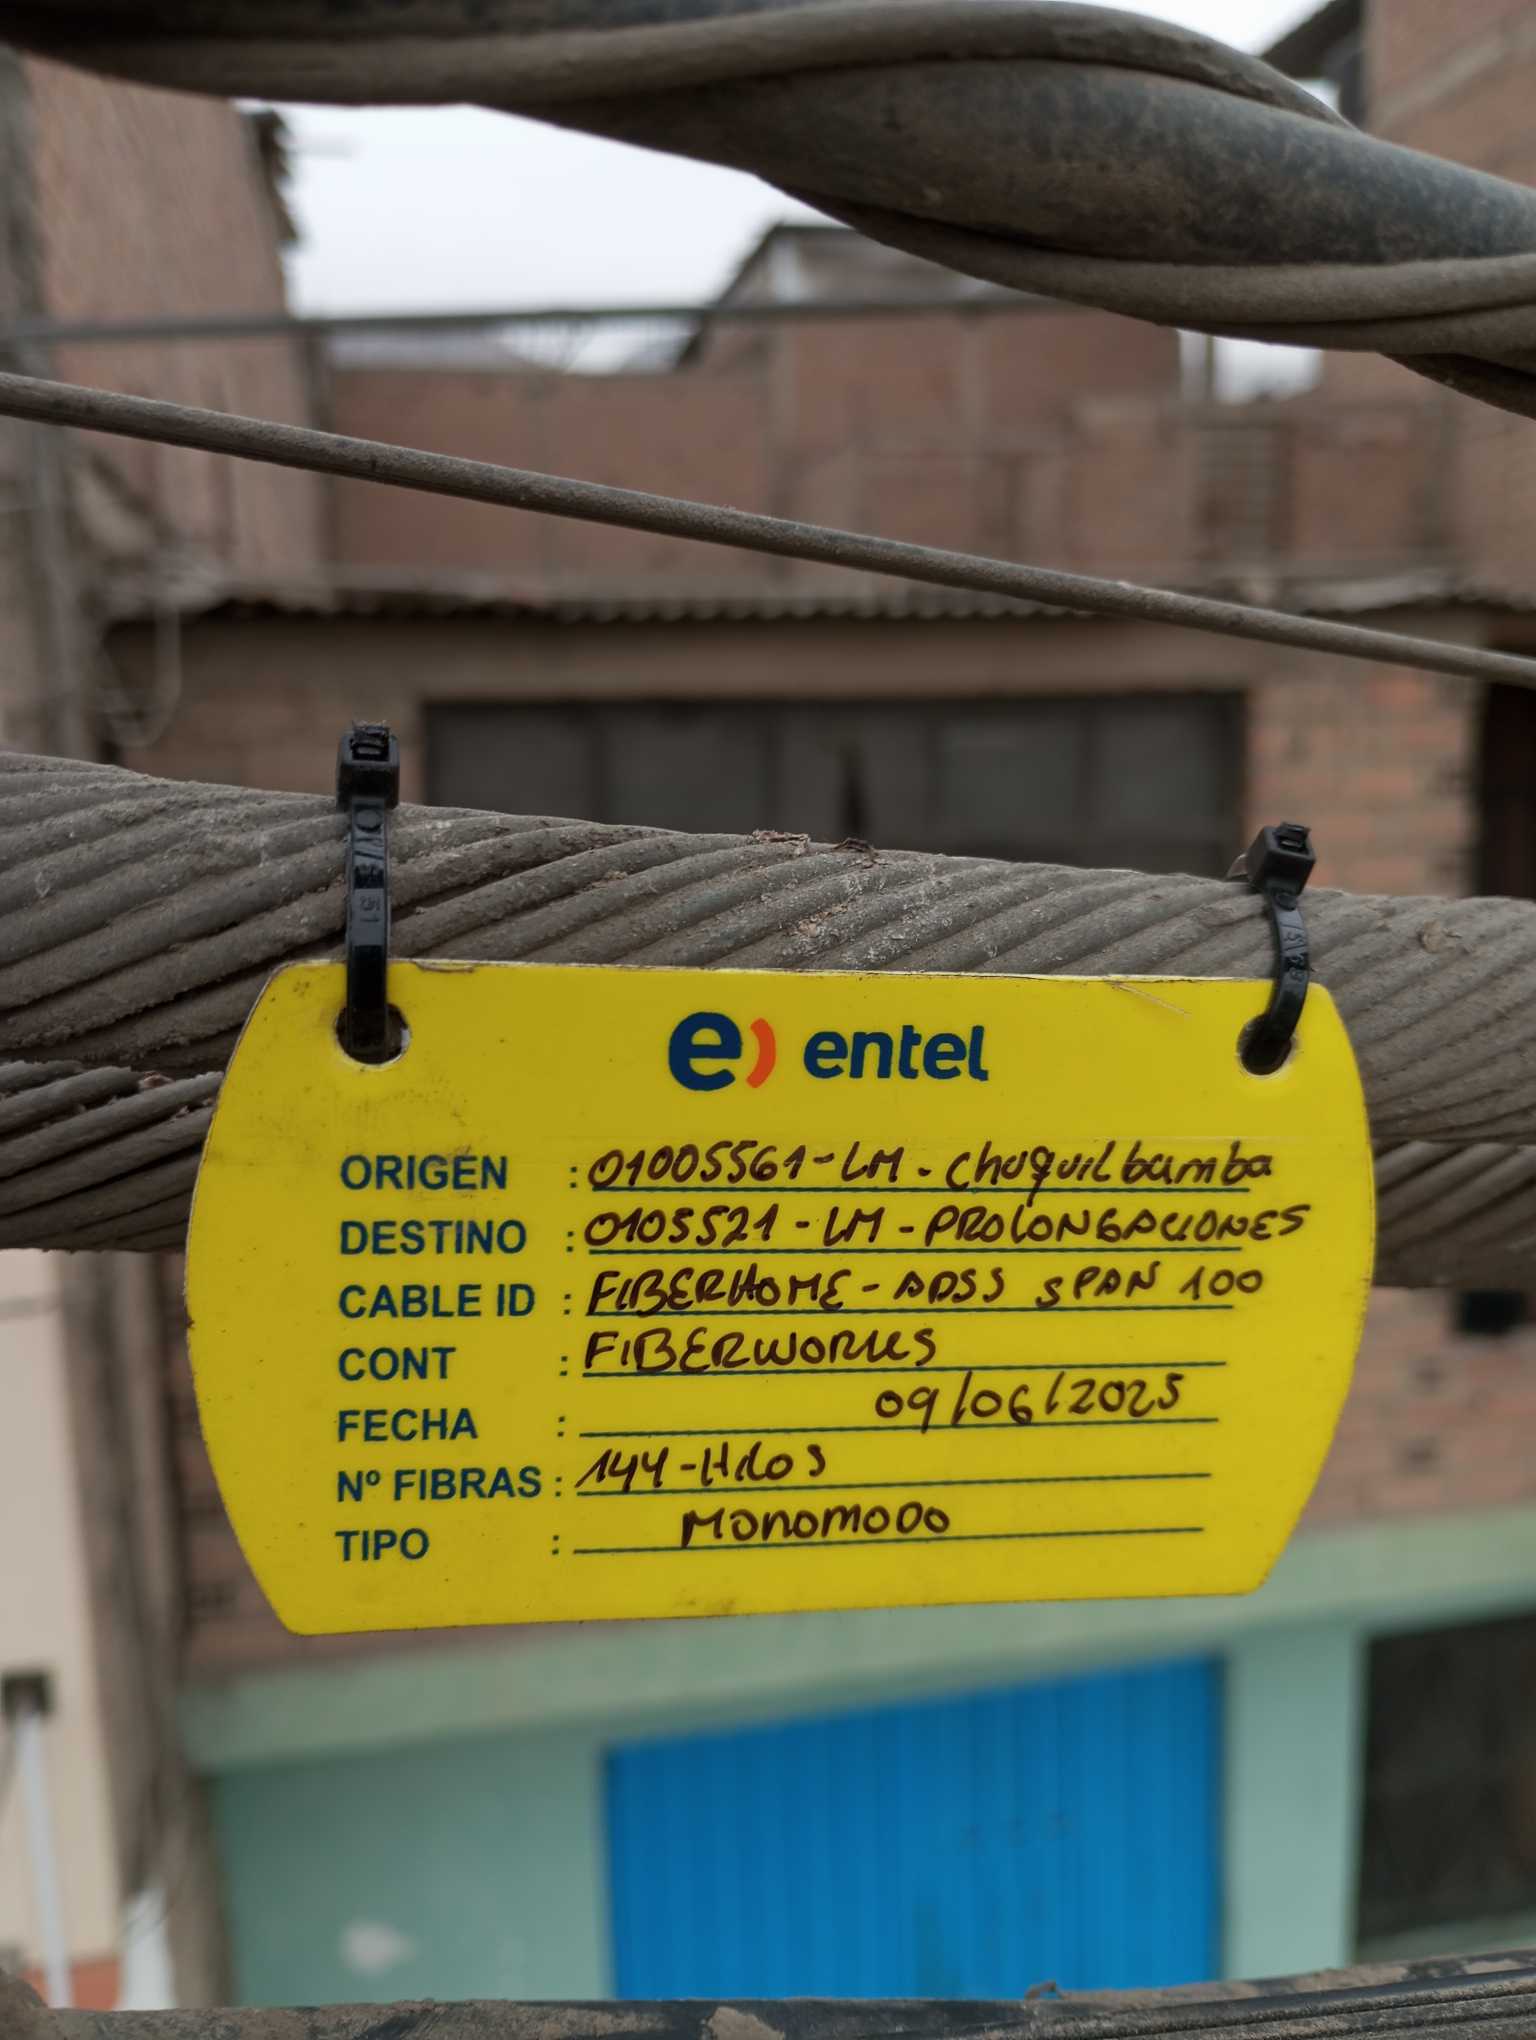 e) entel
ORIGEN : 01005561-LM-Chuquilbamba
DESTINO : 0105521-LM-PROLONGACIONES
CABLE ID : FIBERHOME-ADSS SPAN 100
CONT : FIBERWORKS
FECHA : 09/06/2025
Nº FIBRAS : 144-Hilos
TIPO : MONOMODO